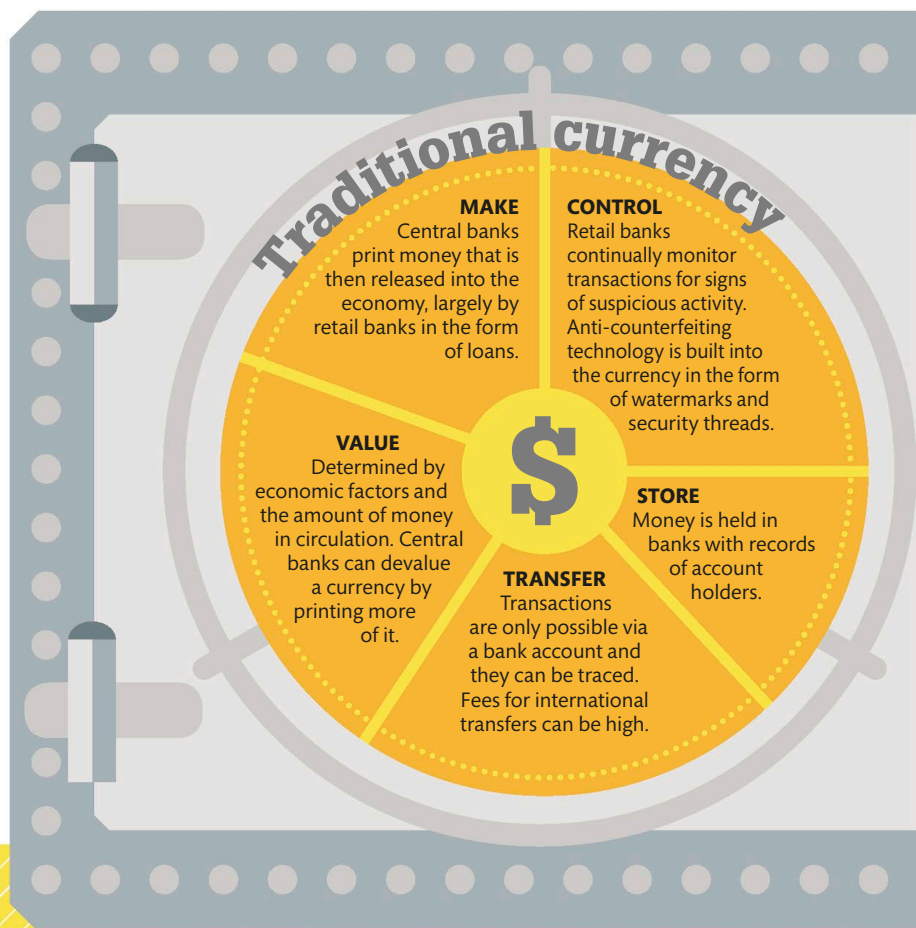 Traditional currency
MAKE
Central banks
print money that is
then released into the
economy, largely by
retail banks in the form
of loans.
CONTROL
Retail banks
continually monitor
transactions for signs
of suspicious activity.
Anti-counterfeiting
technology is built into
the currency in the form
of watermarks and
security threads.
STORE
Money is held in
banks with records
of account
holders.
TRANSFER
Transactions
are only possible via
a bank account and
they can be traced.
Fees for international
transfers can be high.
VALUE
Determined by
economic factors and
the amount of money
in circulation. Central
banks can devalue
a currency by
printing more
of it.
$